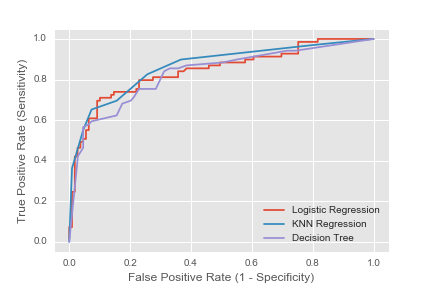 1.0
0.8
0.6
0.4
0.2
0.0
True Positive Rate (Sensitivity)
Logistic Regression
KNN Regression
Decision Tree
0.0 0.2 0.4 0.6 0.8 1.0
False Positive Rate (1 - Specificity)